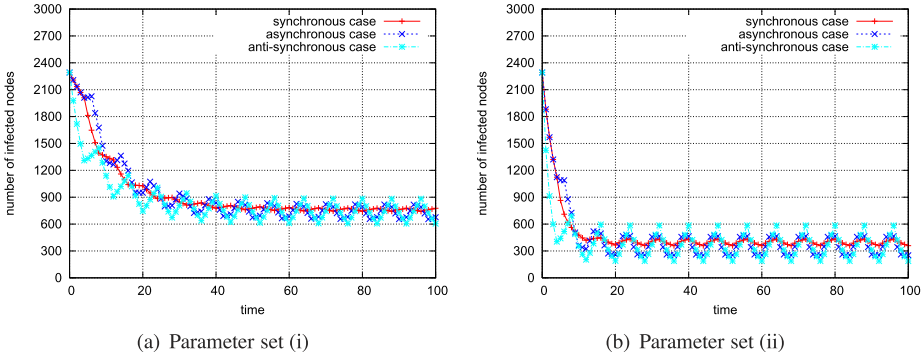 3000
2700
2400
2100
1800
1500
1200
900
600
300
0
0 20 40 60 80 100
number of infected nodes
time
synchronous case
asynchronous case
anti-synchronous case
(a) Parameter set (i)
3000
2700
2400
2100
1800
1500
1200
900
600
300
0
0 20 40 60 80 100
number of infected nodes
time
synchronous case
asynchronous case
anti-synchronous case
(b) Parameter set (ii)